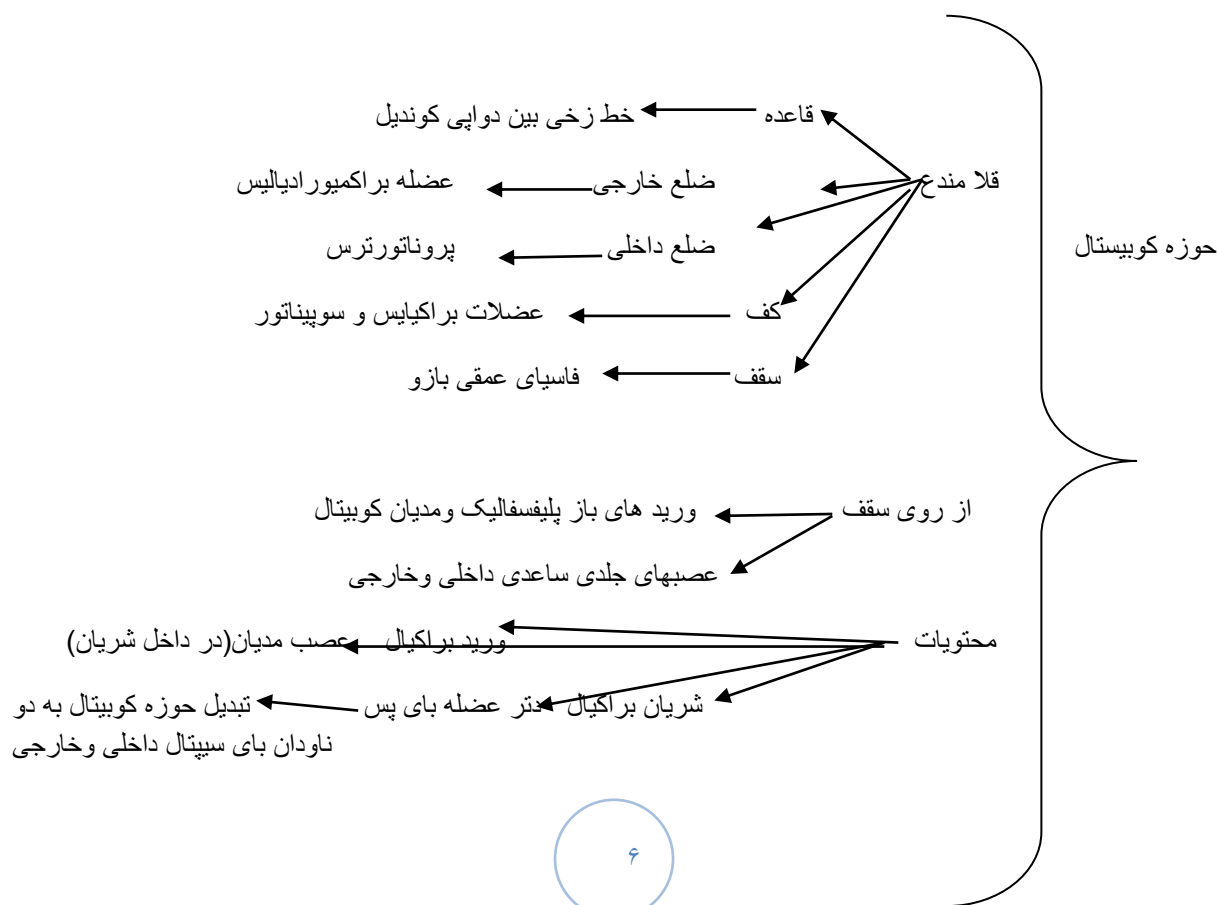 قاعده خط زخی بین دواپی کوندیل
قلا مندع
ضلع خارجی عضله براکمیورادیالیس
حوزه کوبیستال
ضلع داخلی پروناتورترس
کف عضلات براکیایس و سوپیناتور
سقف فاسیای عمقی بازو
از روی سقف ورید های باز پلیفسفالیک ومدیان کوبیتال
عصبهای جلدی ساعدی داخلی وخارجی
محتویات ورید براکیال عصب مدیان(در داخل شریان)
شریان براکیال دتر عضله بای پس تبدیل حوزه کوبیتال به دو
ناودان بای سیپتال داخلی وخارجی
۶